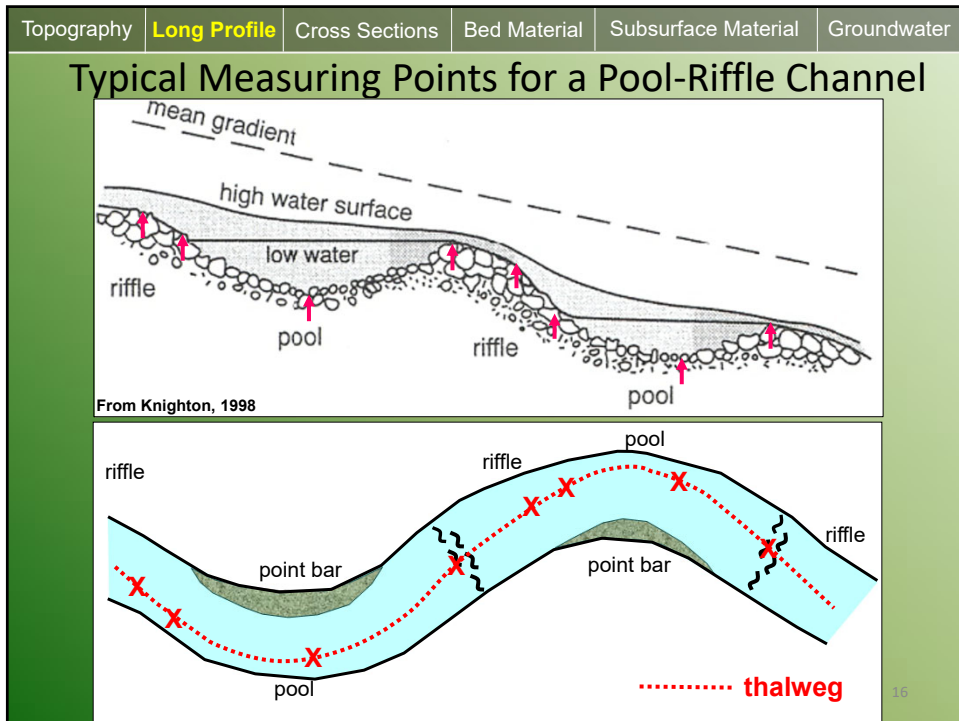 Topography Long Profile Cross Sections Bed Material Subsurface Material Groundwater
Typical Measuring Points for a Pool-Riffle Channel
mean gradient
high water surface
low water
riffle
pool
riffle
pool
From Knighton, 1998
pool
riffle
riffle
riffle
X
X
X
X
X
X
X
X
point bar
point bar
pool
thalweg
16